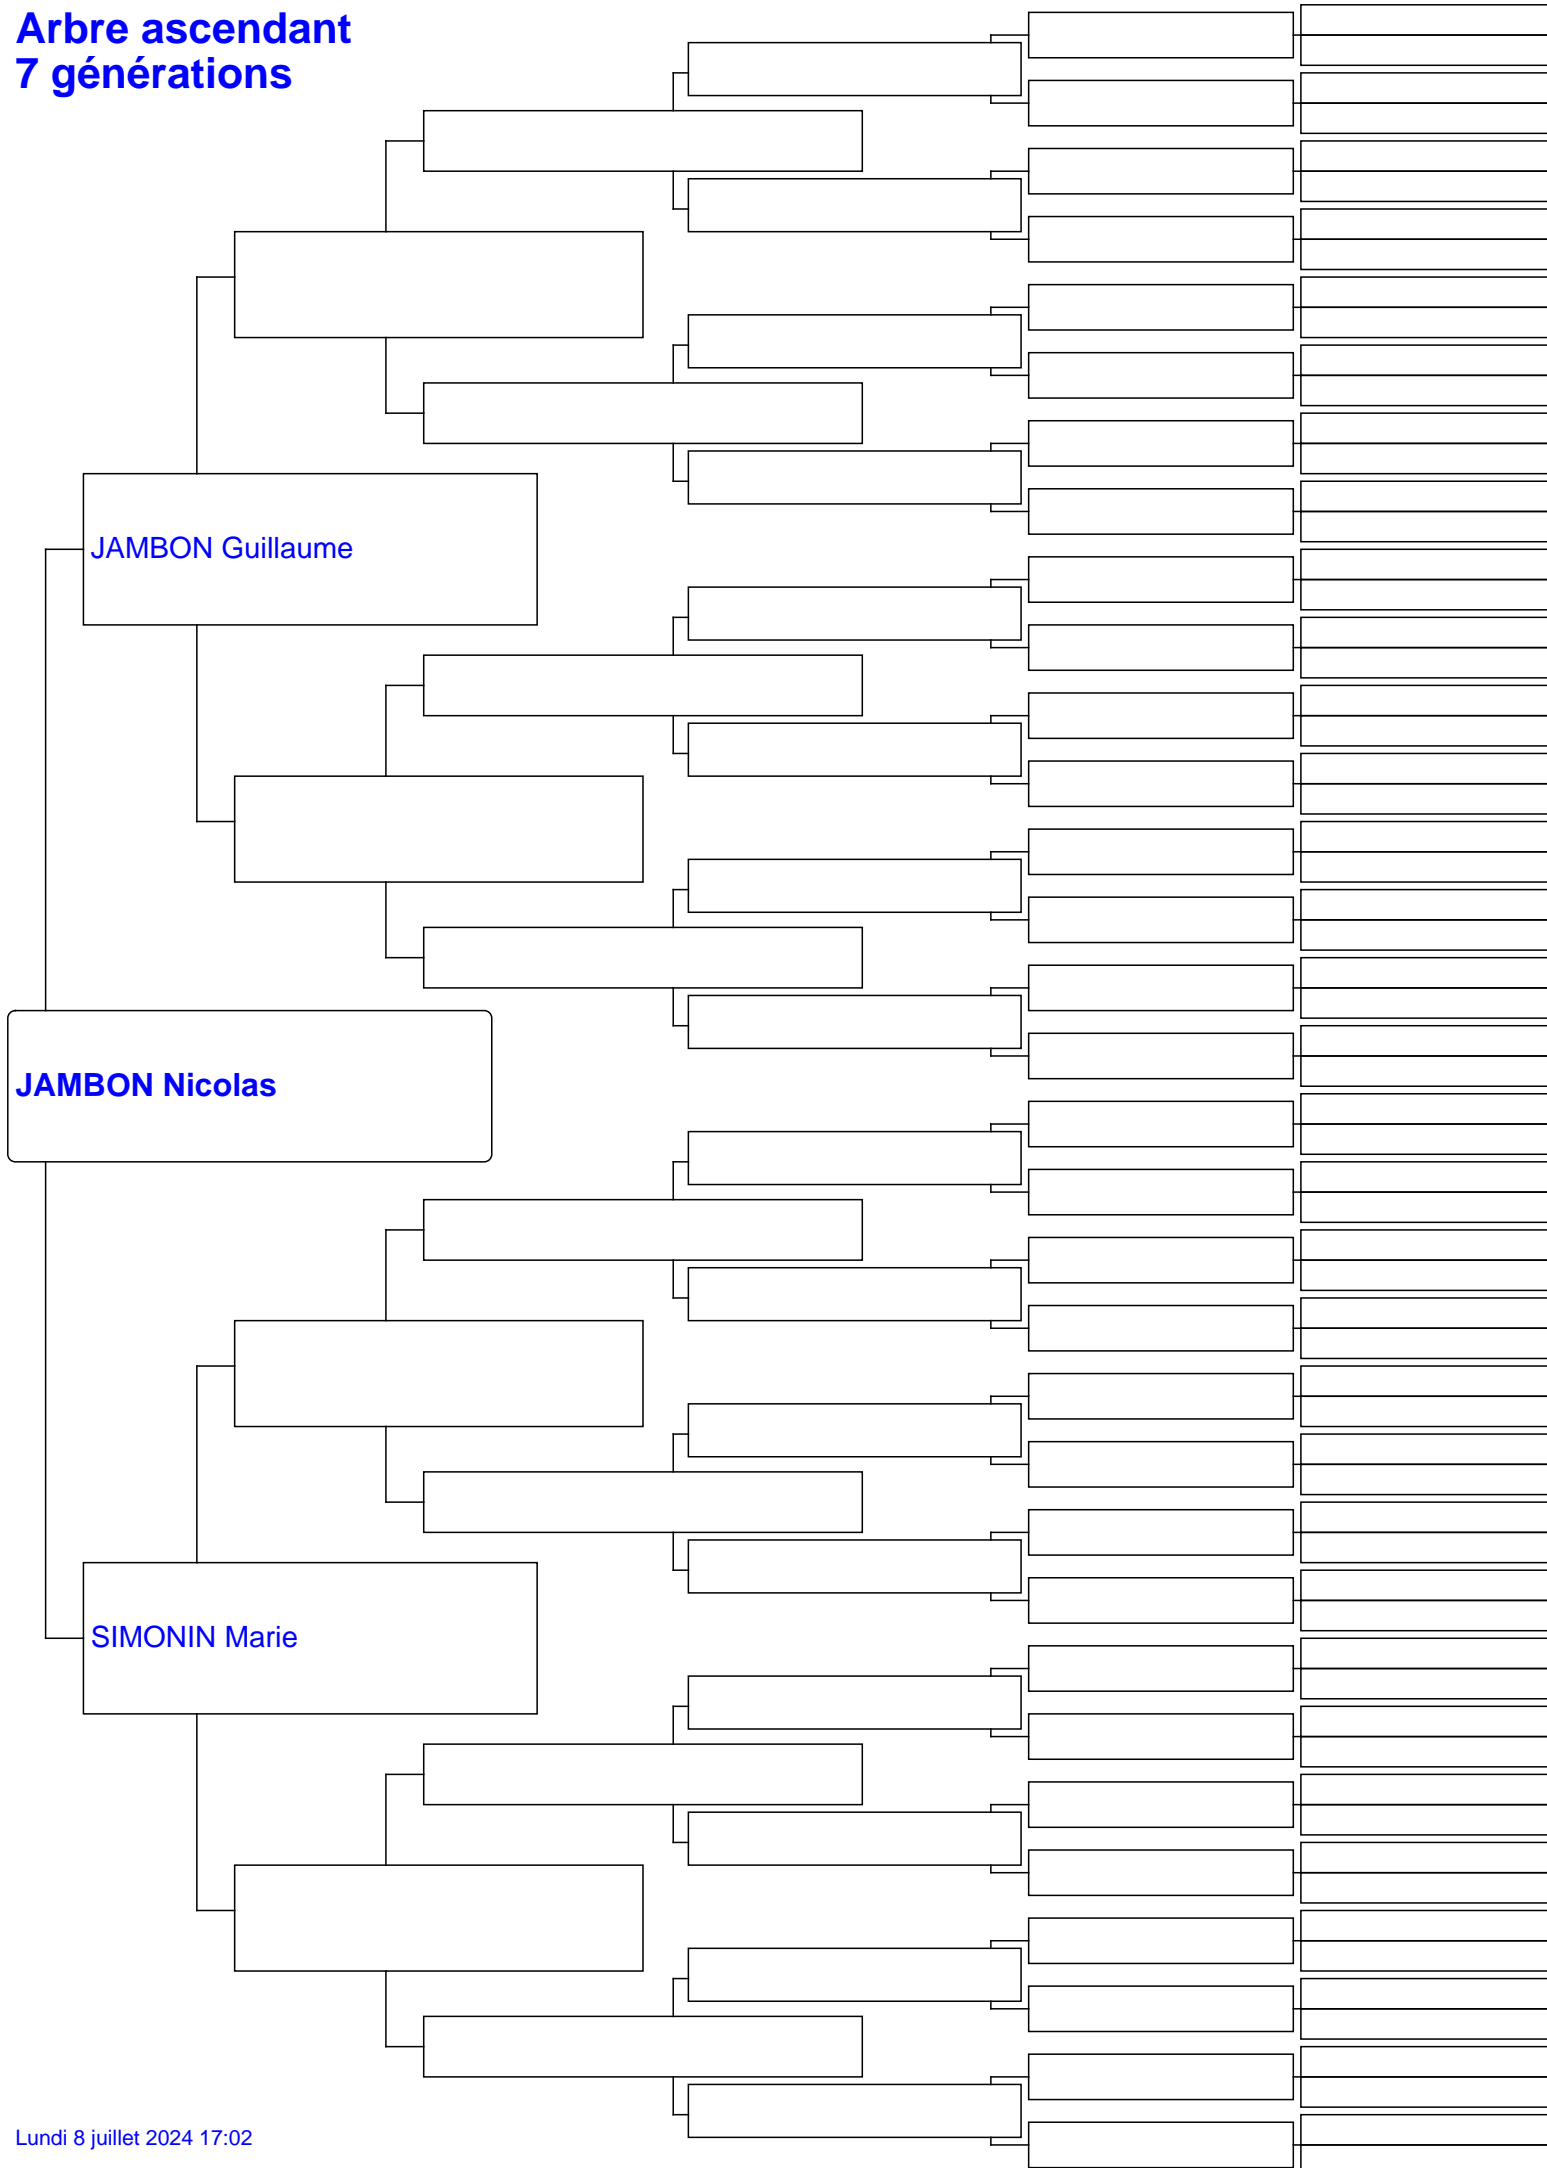 Arbre ascendant
7 générations
JAMBON Guillaume
JAMBON Nicolas
SIMONIN Marie
Lundi 8 juillet 2024 17:02